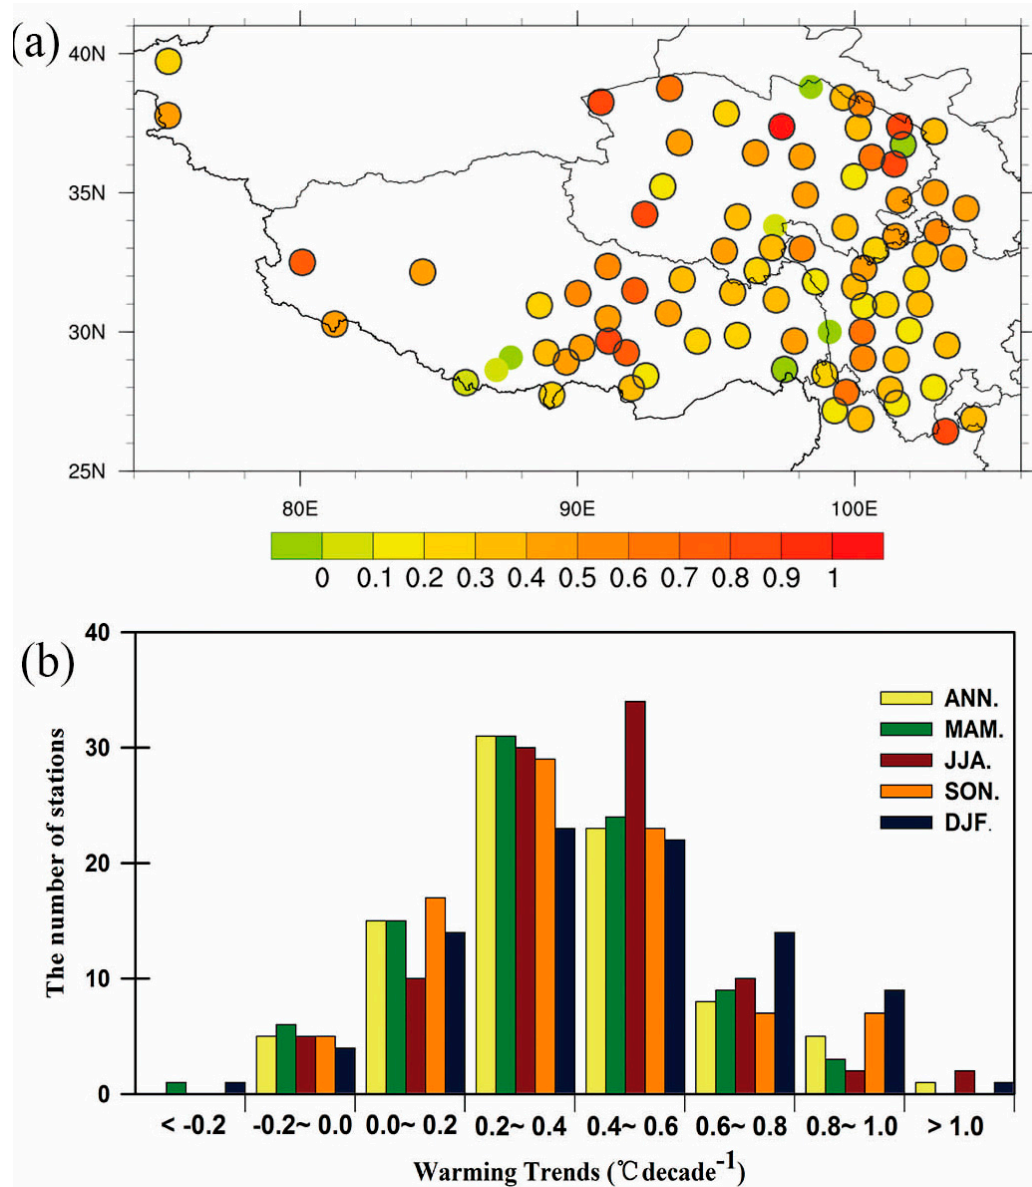 (a)
40N
35N
30N
25N
80E 90E 100E
0 0.1 0.2 0.3 0.4 0.5 0.6 0.7 0.8 0.9 1
(b)
40
30
20
10
0
The number of stations
ANN.
MAM.
JJA.
SON.
DJF.
< -0.2 -0.2~ 0.0 0.0~ 0.2 0.2~ 0.4 0.4~ 0.6 0.6~ 0.8 0.8~ 1.0 > 1.0
Warming Trends (℃decade⁻¹)